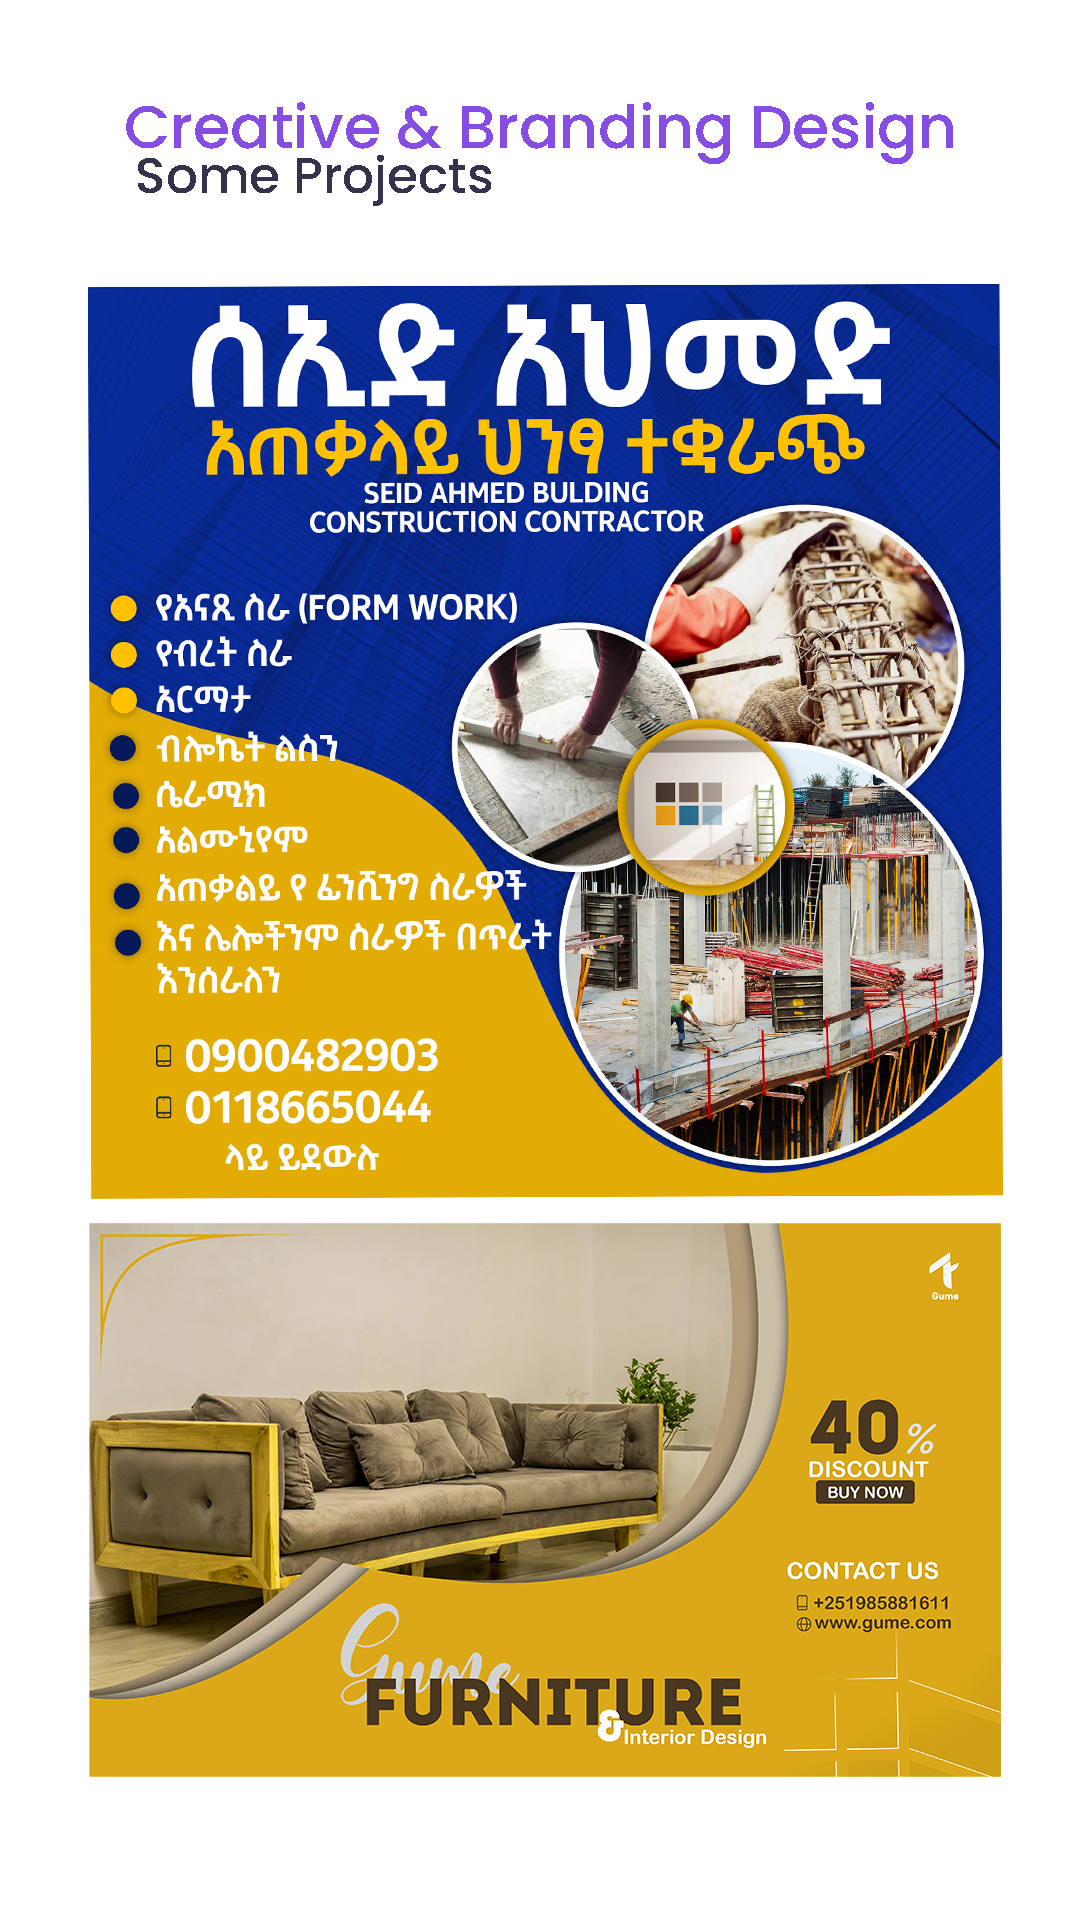 Creative & Branding Design
Some Projects
ሰኢድ አህመድ
አጠቃላይ ህንፃ ተቋራጭ
SEID AHMED BULDING
CONSTRUCTION CONTRACTOR
የአናጺ ስራ (FORM WORK)
የብረት ስራ
አርማታ
ብሎኬት ልስን
ሴራሚክ
አልሙኒየም
አጠቃልይ የ ፊንሺንግ ስራዎች
እና ሌሎችንም ስራዎች በጥራት
እንሰራለን
0900482903
0118665044
ላይ ይደውሉ
Gume
40%
DISCOUNT
BUY NOW
CONTACT US
+251985881611
www.gume.com
Gume
FURNITURE
& Interior Design